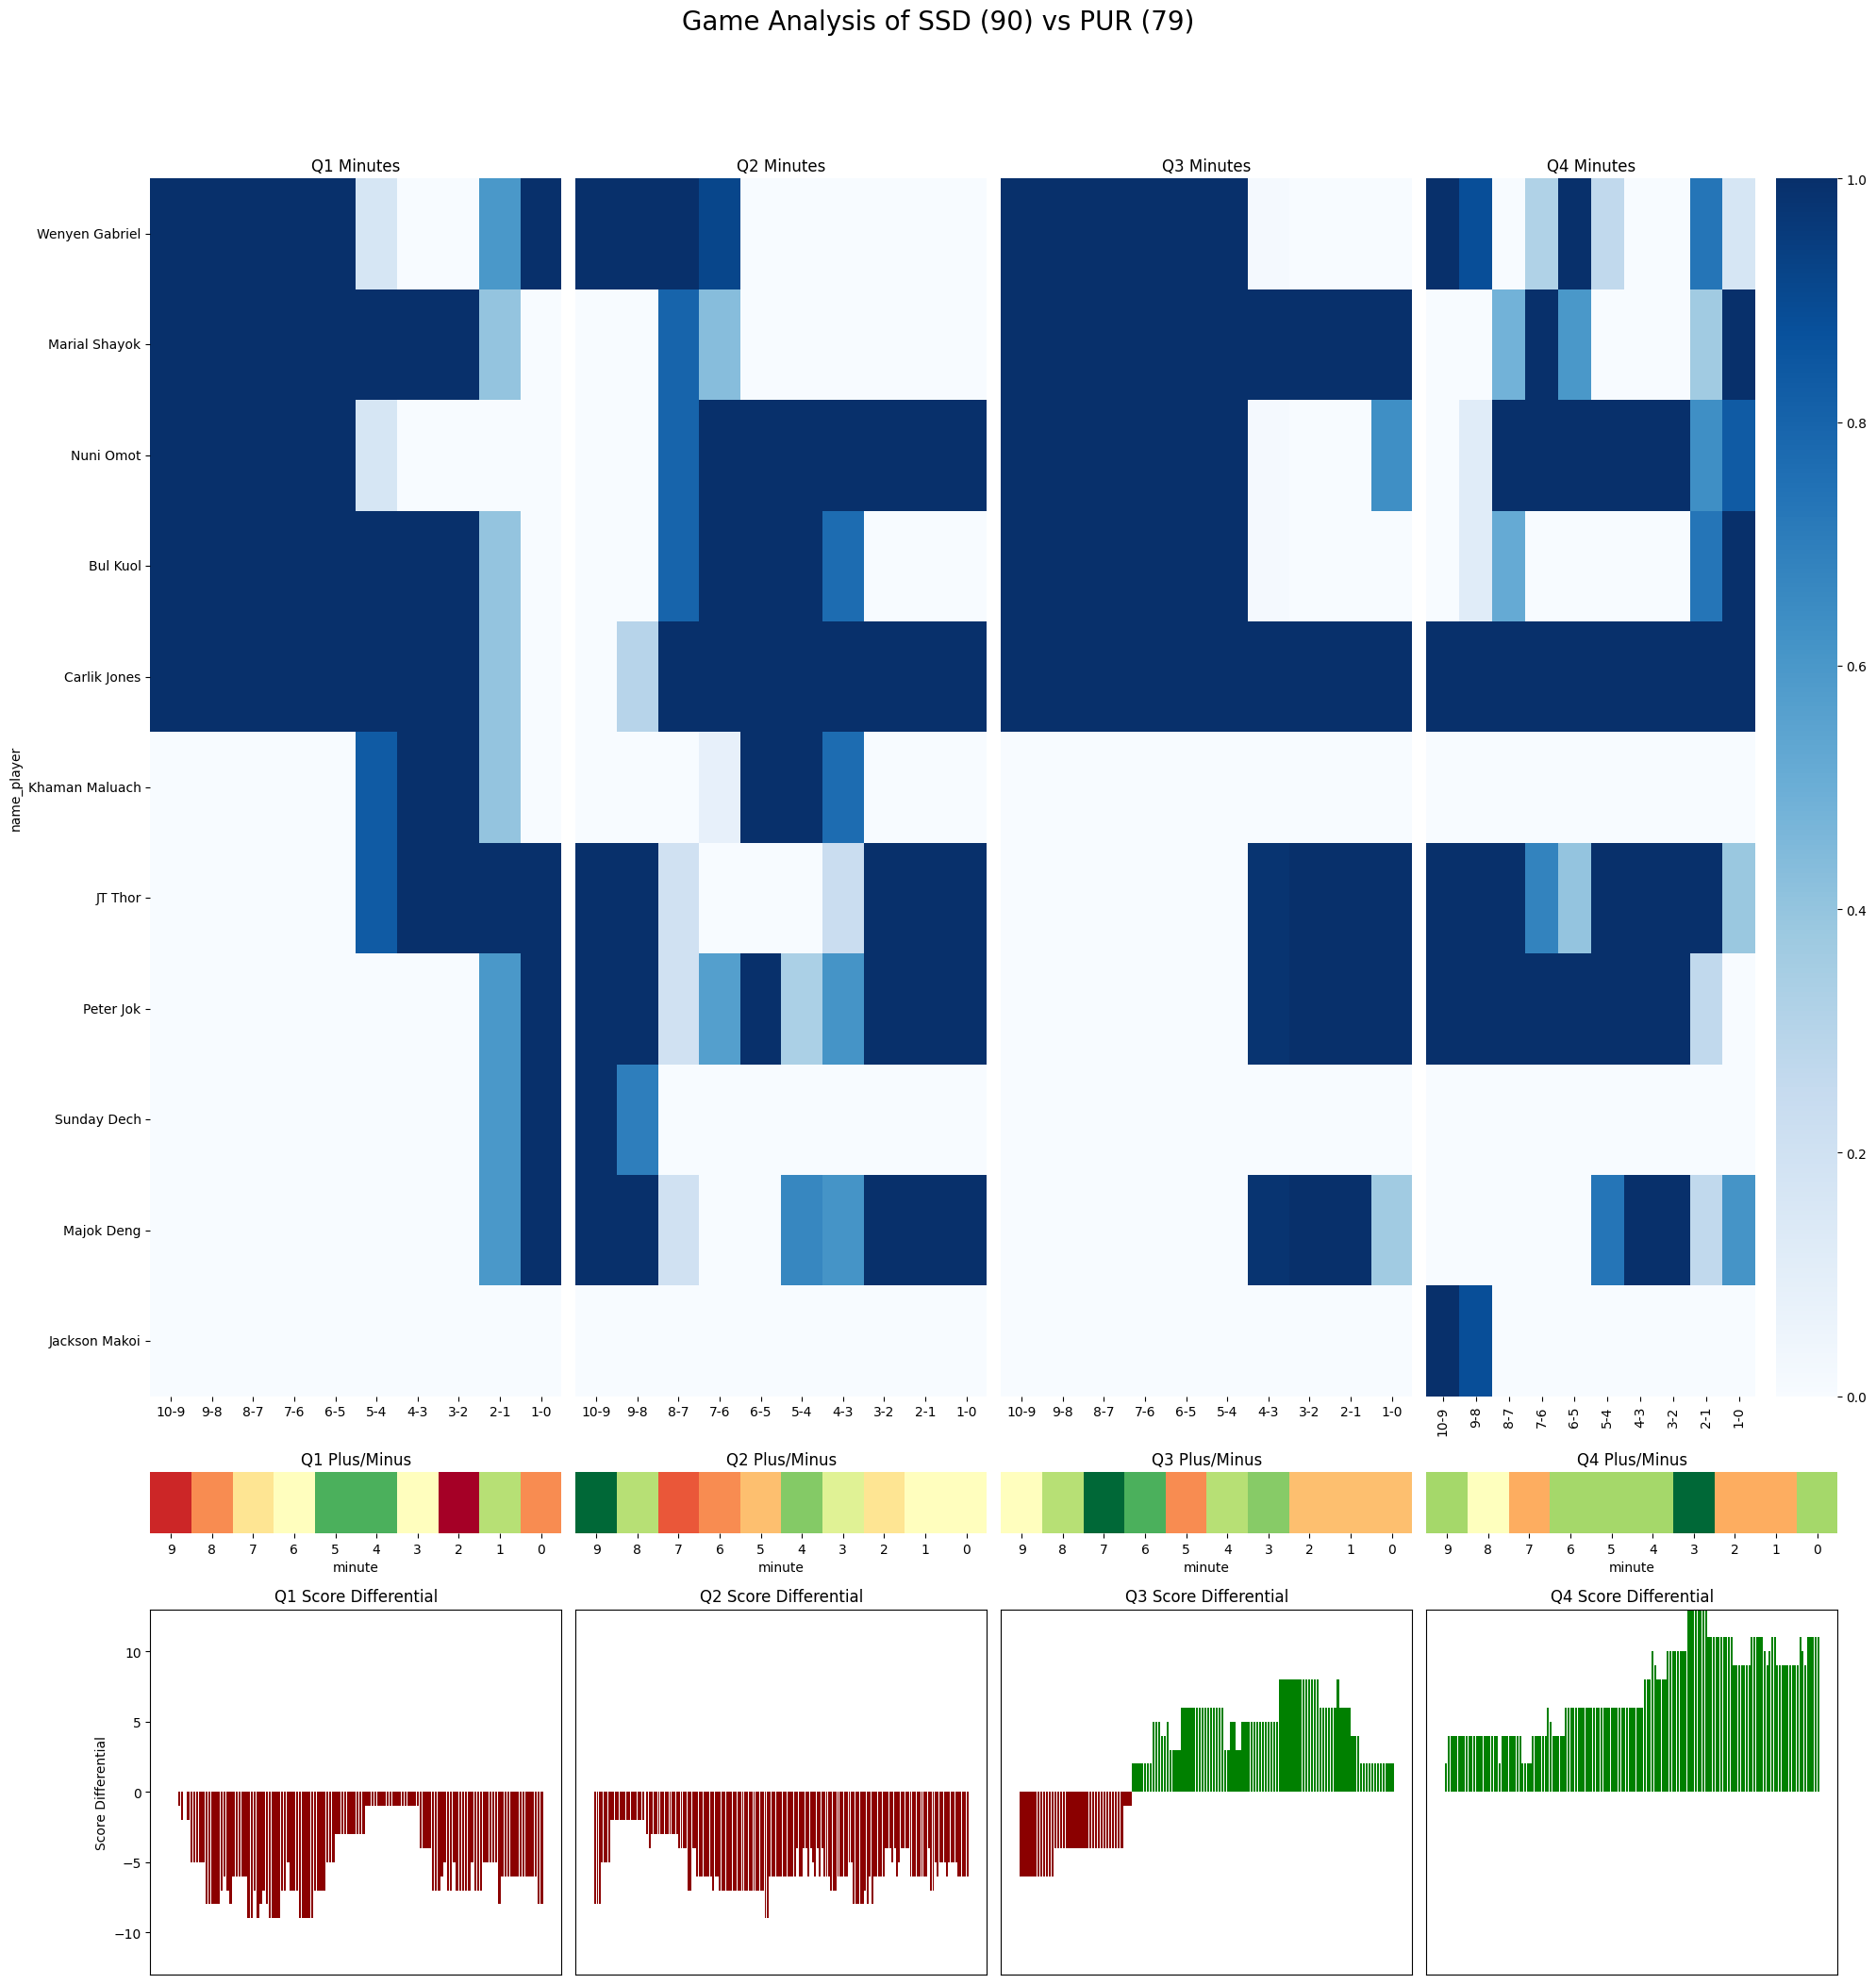 Game Analysis of SSD (90) vs PUR (79)
Q1 Minutes
Q2 Minutes
Q3 Minutes
Q4 Minutes
name_player
Wenyen Gabriel
Marial Shayok
Nuni Omot
Bul Kuol
Carlik Jones
Khaman Maluach
JT Thor
Peter Jok
Sunday Dech
Majok Deng
Jackson Makoi
10-9 9-8 8-7 7-6 6-5 5-4 4-3 3-2 2-1 1-0
10-9 9-8 8-7 7-6 6-5 5-4 4-3 3-2 2-1 1-0
10-9 9-8 8-7 7-6 6-5 5-4 4-3 3-2 2-1 1-0
10-9 9-8 8-7 7-6 6-5 5-4 4-3 3-2 2-1 1-0
1.0
0.8
0.6
0.4
0.2
0.0
Q1 Plus/Minus
9 8 7 6 5 4 3 2 1 0
minute
Q2 Plus/Minus
9 8 7 6 5 4 3 2 1 0
minute
Q3 Plus/Minus
9 8 7 6 5 4 3 2 1 0
minute
Q4 Plus/Minus
9 8 7 6 5 4 3 2 1 0
minute
Q1 Score Differential
Q2 Score Differential
Q3 Score Differential
Q4 Score Differential
Score Differential
10
5
0
−5
−10